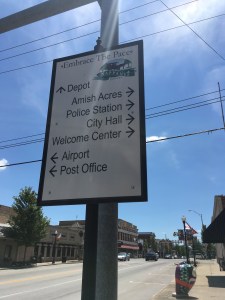 "Embrace The Pace"
Depot
Amish Acres
Police Station
City Hall
Welcome Center
Airport
Post Office